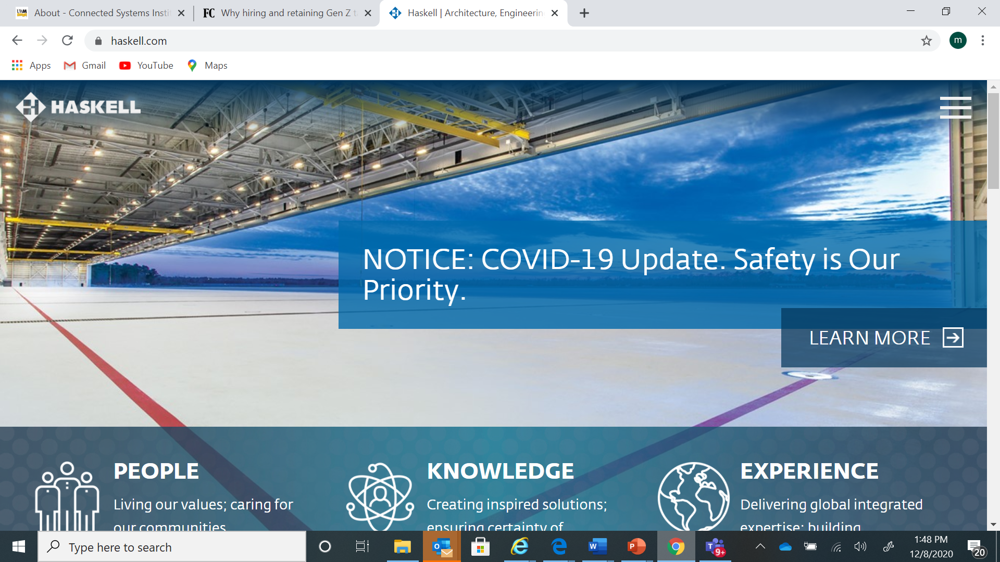 About - Connected Systems Insti
FC Why hiring and retaining Gen Z t
Haskell | Architecture, Engineerin
haskell.com
m
Apps
Gmail
YouTube
Maps
HASKELL
NOTICE: COVID-19 Update. Safety is Our
Priority.
LEARN MORE
PEOPLE
Living our values; caring for
our communities
KNOWLEDGE
Creating inspired solutions;
ensuring certainty of
EXPERIENCE
Delivering global integrated
expertise; building
Type here to search
9+
1:48 PM
12/8/2020
20